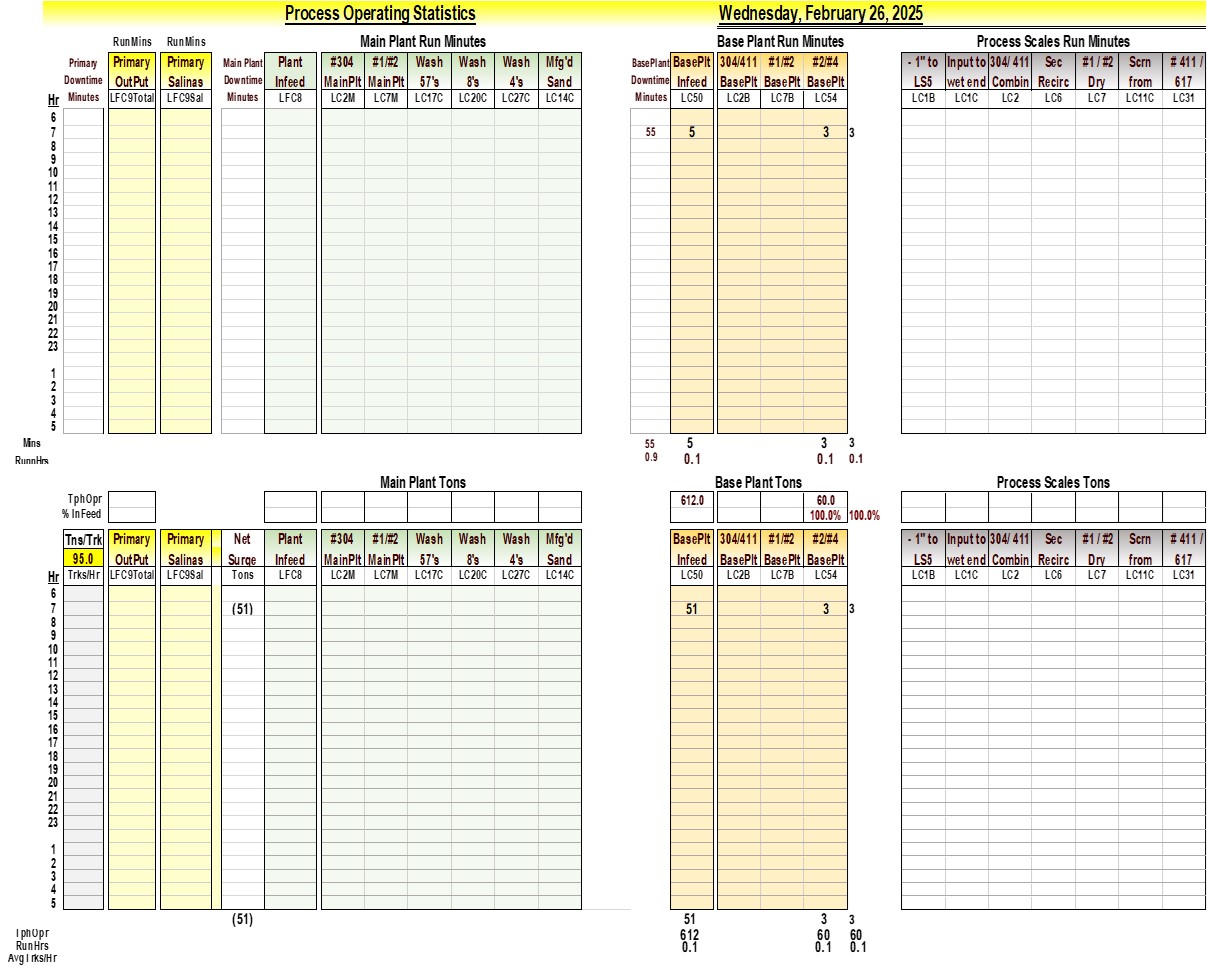 Process Operating Statistics Wednesday, February 26, 2025
RunMins RunMins Main Plant Run Minutes Base Plant Run Minutes Process Scales Run Minutes
Primary Primary Primary Main Plant Plant #304 #1/#2 Wash Wash Wash Mfg'd BasePlant BasePlt 304/411 #1/#2 #2/#4 - 1" to Input to 304/ 411 Sec #1 / #2 Scrn # 411 /
Downtime OutPut Salinas Downtime Infeed MainPlt MainPlt 57's 8's 4's Sand Downtime Infeed BasePlt BasePlt BasePlt LS5 wet end Combin Recirc Dry from 617
Hr Minutes LFC9Total LFC9Sal Minutes LFC8 LC2M LC7M LC17C LC20C LC27C LC14C Minutes LC50 LC2B LC7B LC54 LC1B LC1C LC2 LC6 LC7 LC11C LC31
6
7 55 5 3 3
8
9
10
11
12
13
14
15
16
17
18
19
20
21
22
23
1
2
3
4
5
Mins 55 5 3 3
RunnHrs 0.9 0.1 0.1 0.1
Main Plant Tons Base Plant Tons Process Scales Tons
TphOpr 612.0 60.0
% InFeed 100.0% 100.0%
Tns/Trk Primary Primary Net Plant #304 #1/#2 Wash Wash Wash Mfg'd BasePlt 304/411 #1/#2 #2/#4 - 1" to Input to 304/ 411 Sec #1 / #2 Scrn # 411 /
95.0 OutPut Salinas Surge Infeed MainPlt MainPlt 57's 8's 4's Sand Infeed BasePlt BasePlt BasePlt LS5 wet end Combin Recirc Dry from 617
Hr Trks/Hr LFC9Total LFC9Sal Tons LFC8 LC2M LC7M LC17C LC20C LC27C LC14C LC50 LC2B LC7B LC54 LC1B LC1C LC2 LC6 LC7 LC11C LC31
6
7 (51) 51 3 3
8
9
10
11
12
13
14
15
16
17
18
19
20
21
22
23
1
2
3
4
5
(51) 51 3 3
TphOpr 612 60 60
RunHrs 0.1 0.1 0.1
Avg Trks/Hr